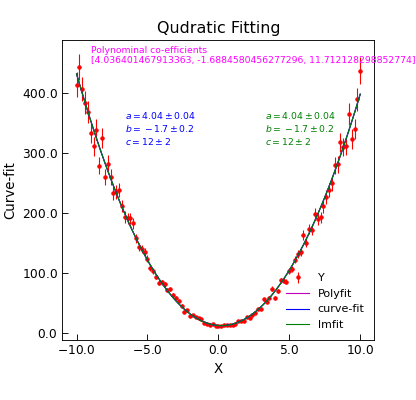 Qudratic Fitting
Polynominal co-efficients
[4.036401467913363, -1.6884580456277296, 11.712128298852774]
a = 4.04 ± 0.04
b = −1.7 ± 0.2
c = 12 ± 2
a = 4.04 ± 0.04
b = −1.7 ± 0.2
c = 12 ± 2
Curve-fit
400.0
300.0
200.0
100.0
0.0
Y
Polyfit
curve-fit
lmfit
−10.0 −5.0 0.0 5.0 10.0
X